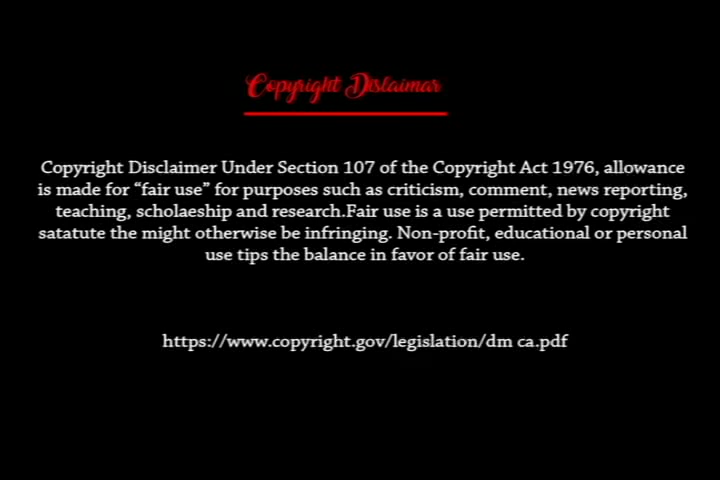 Copyright Dislaimar
Copyright Disclaimer Under Section 107 of the Copyright Act 1976, allowance
is made for “fair use” for purposes such as criticism, comment, news reporting,
teaching, scholaeship and research.Fair use is a use permitted by copyright
satatute the might otherwise be infringing. Non-profit, educational or personal
use tips the balance in favor of fair use.
https://www.copyright.gov/legislation/dm ca.pdf